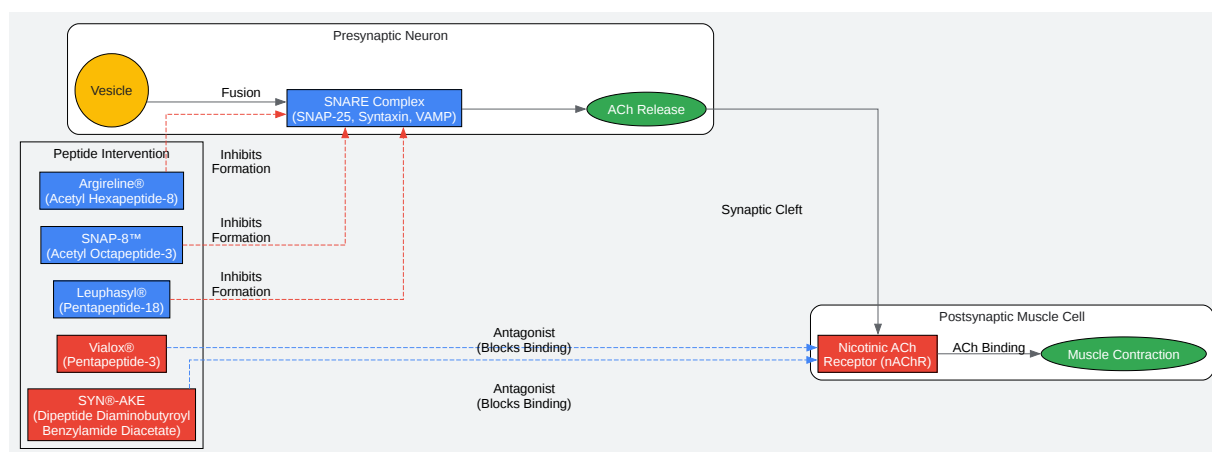 Presynaptic Neuron
Vesicle
Fusion
SNARE Complex
(SNAP-25, Syntaxin, VAMP)
ACh Release
Peptide Intervention
Argireline®
(Acetyl Hexapeptide-8)
Inhibits
Formation
SNAP-8™
(Acetyl Octapeptide-3)
Inhibits
Formation
Leuphasyl®
(Pentapeptide-18)
Inhibits
Formation
Synaptic Cleft
Vialox®
(Pentapeptide-3)
Antagonist
(Blocks Binding)
SYN®-AKE
(Dipeptide Diaminobutyroyl
Benzylamide Diacetate)
Antagonist
(Blocks Binding)
Postsynaptic Muscle Cell
Nicotinic ACh
Receptor (nAChR)
ACh Binding
Muscle Contraction